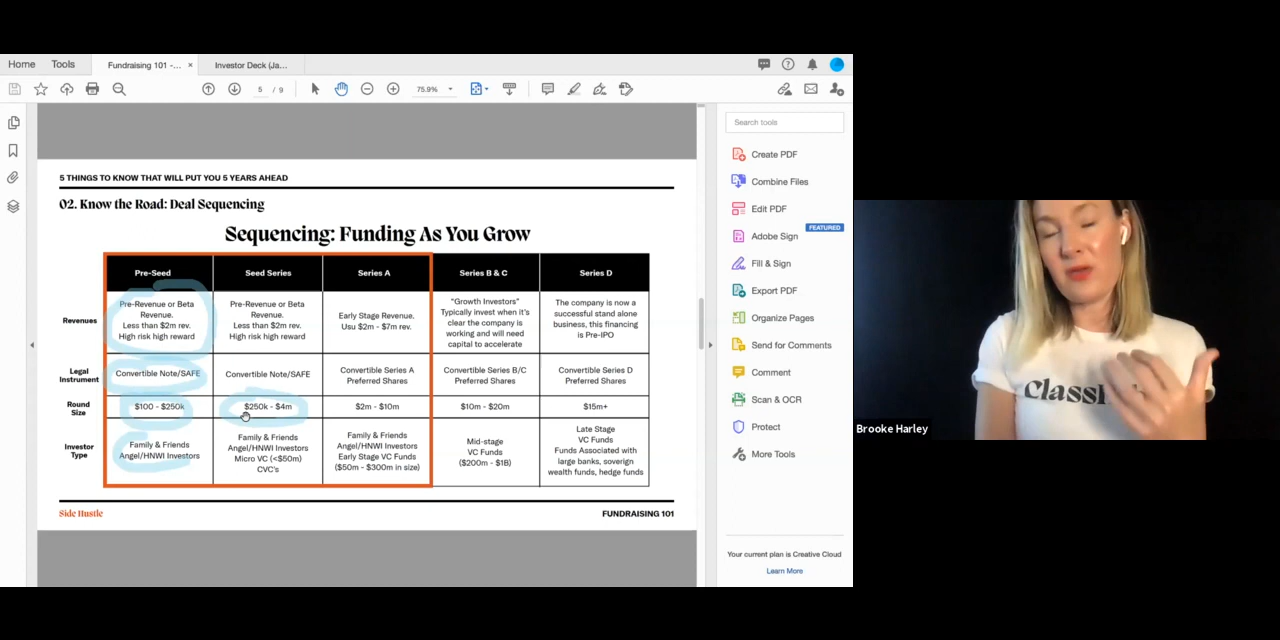 Home Tools Fundraising 101 -... × Investor Deck (Ja...
5 / 9 75.9%
Search tools
Create PDF
Combine Files
Edit PDF
FEATURED
Adobe Sign
Fill & Sign
Export PDF
Organize Pages
Send for Comments
Comment
Scan & OCR
Protect
More Tools
Your current plan is Creative Cloud
Learn More
5 THINGS TO KNOW THAT WILL PUT YOU 5 YEARS AHEAD
02. Know the Road: Deal Sequencing
Sequencing: Funding As You Grow
Pre-Seed Seed Series Series A Series B & C Series D
Revenues
Pre-Revenue or Beta
Revenue.
Less than $2m rev.
High risk high reward
Pre-Revenue or Beta
Revenue.
Less than $2m rev.
High risk high reward
Early Stage Revenue.
Usu $2m - $7m rev.
"Growth Investors"
Typically invest when it's
clear the company is
working and will need
capital to accelerate
The company is now a
successful stand alone
business, this financing
is Pre-IPO
Legal
Instrument
Convertible Note/SAFE
Convertible Note/SAFE
Convertible Series A
Preferred Shares
Convertible Series B/C
Preferred Shares
Convertible Series D
Preferred Shares
Round
Size
$100 - $250k
$250k - $4m
$2m - $10m
$10m - $20m
$15m+
Investor
Type
Family & Friends
Angel/HNWI Investors
Family & Friends
Angel/HNWI Investors
Micro VC (<$50m)
CVC's
Family & Friends
Angel/HNWI Investors
Early Stage VC Funds
($50m - $300m in size)
Mid-stage
VC Funds
($200m - $1B)
Late Stage
VC Funds
Funds Associated with
large banks, soverign
wealth funds, hedge funds
Side Hustle
FUNDRAISING 101
Brooke Harley